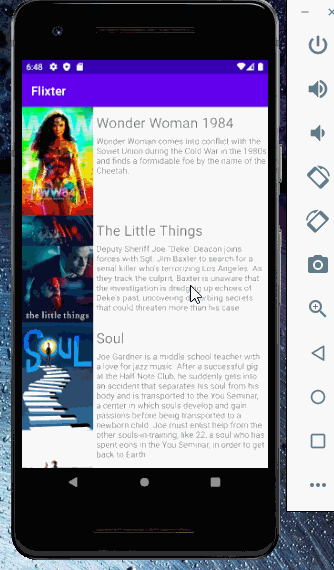 6:48
Flixter
WW84
Wonder Woman 1984
Wonder Woman comes into conflict with the
Soviet Union during the Cold War in the 1980s
and finds a formidable foe by the name of the
Cheetah.
The Little Things
Deputy Sheriff Joe "Deke" Deacon joins
forces with Sgt. Jim Baxter to search for a
serial killer who's terrorizing Los Angeles. As
they track the culprit, Baxter is unaware that
the investigation is dredging up echoes of
Deke's past, uncovering disturbing secrets
that could threaten more than his case.
the little things
SOUL
Soul
Joe Gardner is a middle school teacher with
a love for jazz music. After a successful gig
at the Half Note Club, he suddenly gets into
an accident that separates his soul from his
body and is transported to the You Seminar,
a center in which souls develop and gain
passions before being transported to a
newborn child. Joe must enlist help from the
other souls-in-training, like 22, a soul who has
spent eons in the You Seminar, in order to get
back to Earth.